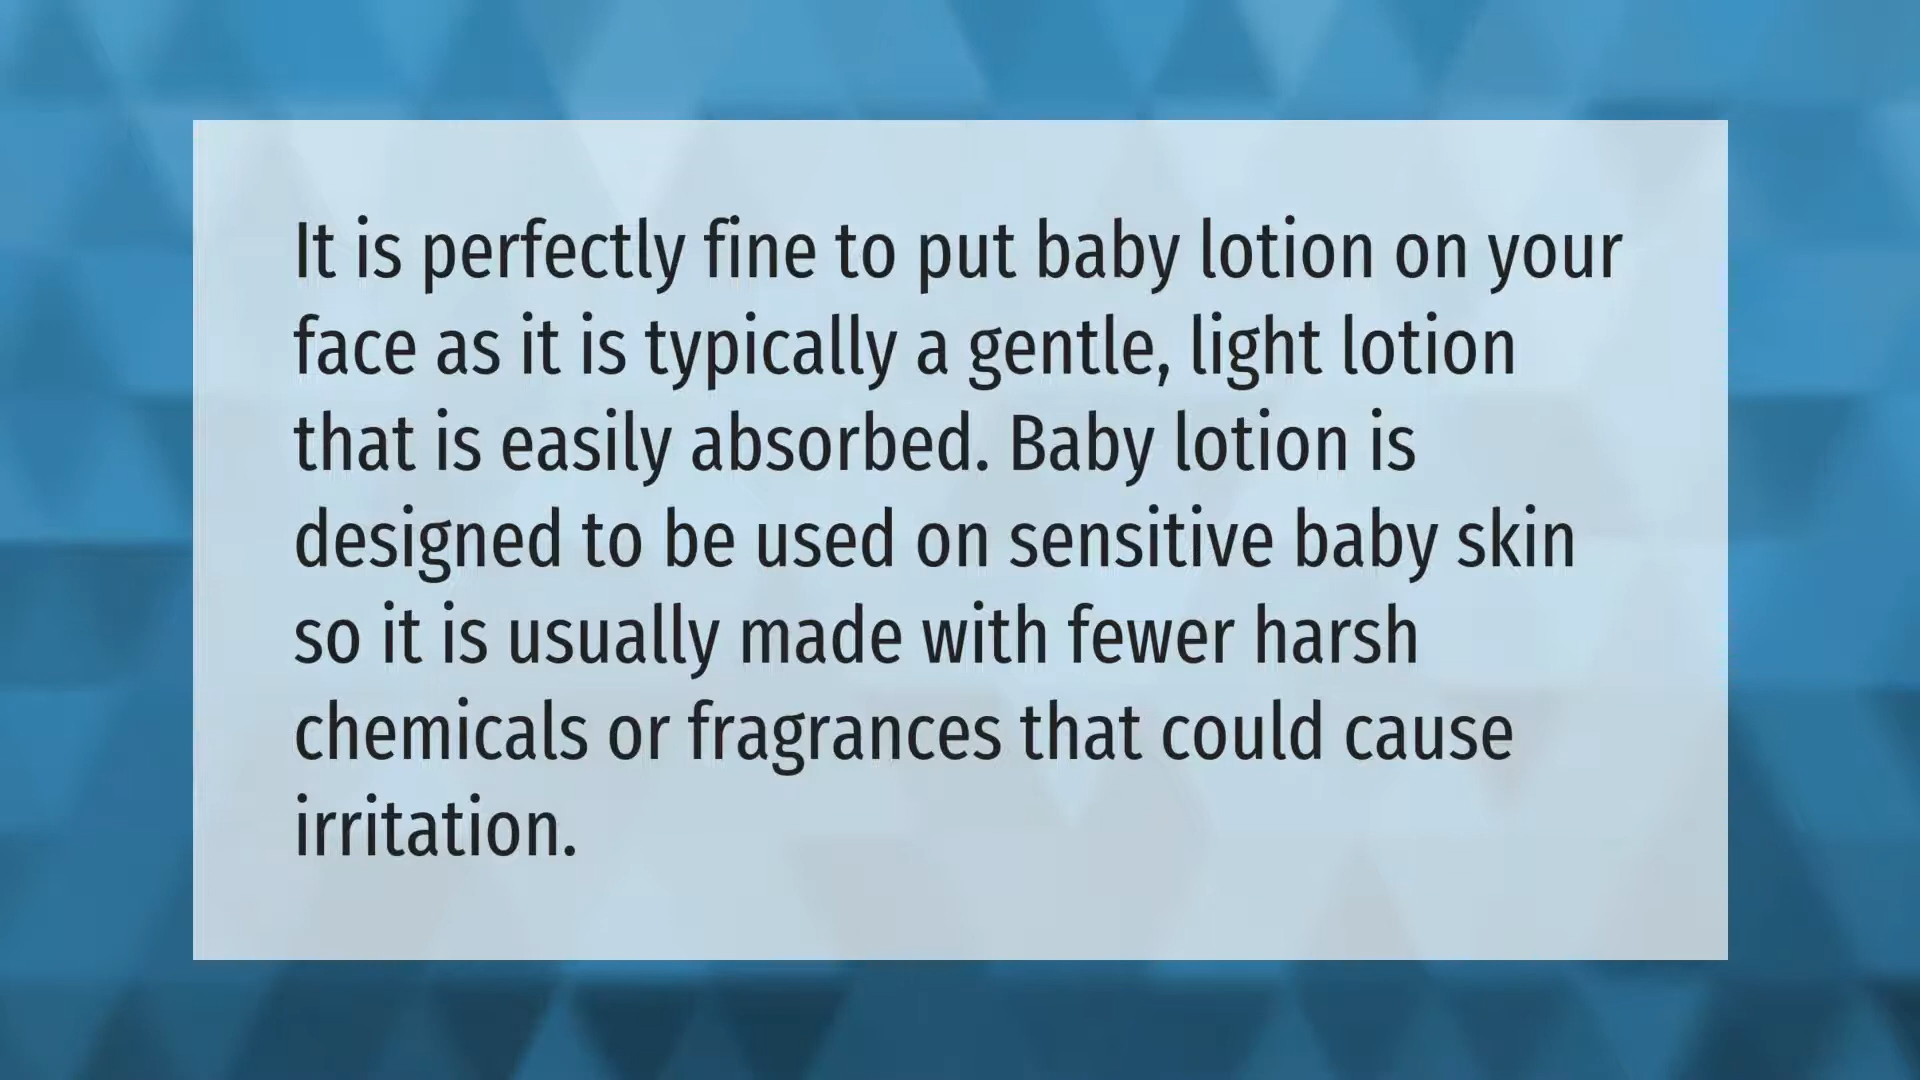 It is perfectly fine to put baby lotion on your
face as it is typically a gentle, light lotion
that is easily absorbed. Baby lotion is
designed to be used on sensitive baby skin
so it is usually made with fewer harsh
chemicals or fragrances that could cause
irritation.